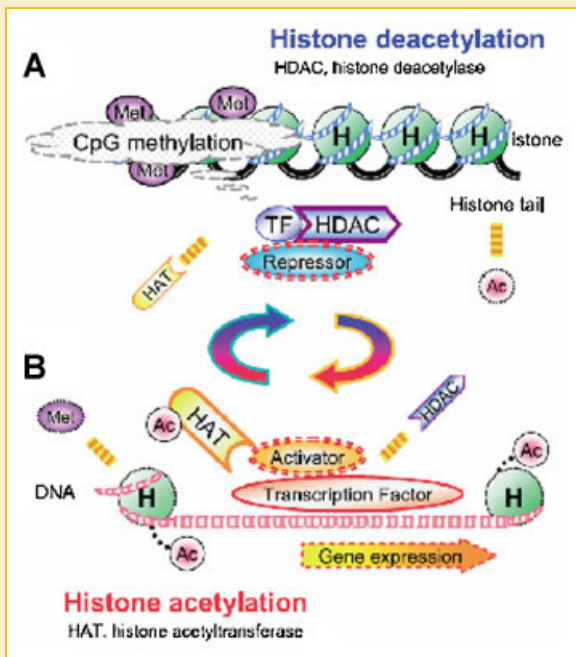 Histone deacetylation
A
HDAC, histone deacetylase
Met
Met
CpG methylation
H
H
H
H istone
Met
Histone tail
TF
HDAC
Repressor
HAT
Ac
B
Met
Ac
HAT
HDAC
Activator
Ac
DNA
H
Transcription Factor
H
Ac
Gene expression
Histone acetylation
HAT. histone acetyltransferase